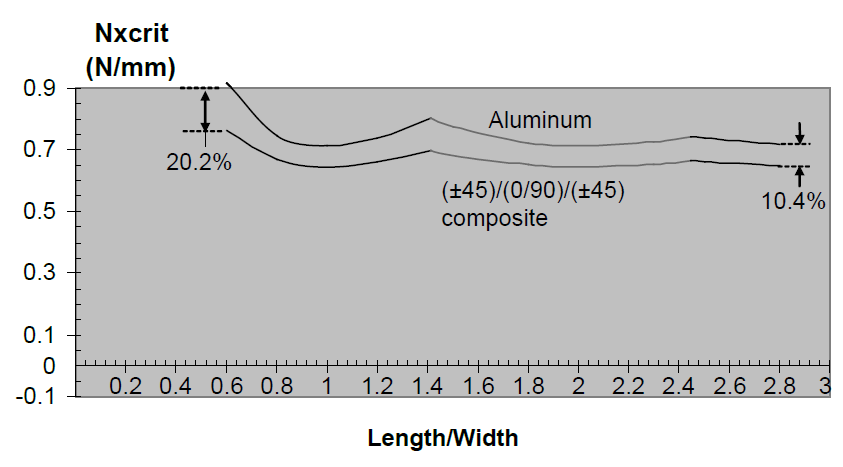 Nxcrit
(N/mm)
0.9
0.7
0.5
0.3
0.1
0
-0.1
20.2%
Aluminum
(±45)/(0/90)/(±45)
composite
10.4%
0.2 0.4 0.6 0.8 1 1.2 1.4 1.6 1.8 2 2.2 2.4 2.6 2.8 3
Length/Width